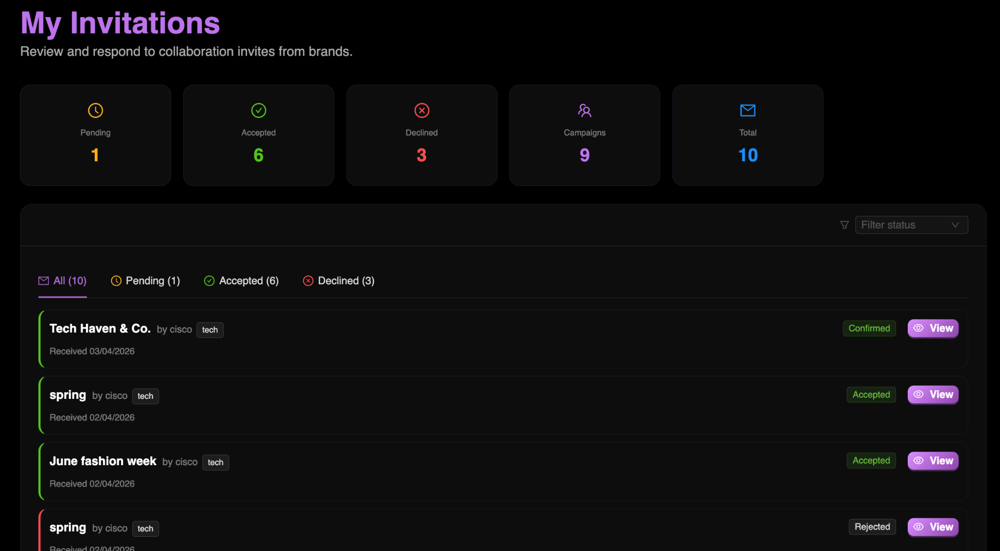 My Invitations
Review and respond to collaboration invites from brands.
Pending
1
Accepted
6
Declined
3
Campaigns
9
Total
10
Filter status
All (10)
Pending (1)
Accepted (6)
Declined (3)
Tech Haven & Co. by cisco tech
Confirmed
View
Received 03/04/2026
spring by cisco tech
Accepted
View
Received 02/04/2026
June fashion week by cisco tech
Accepted
View
Received 02/04/2026
spring by cisco tech
Rejected
View
Received 02/04/2026